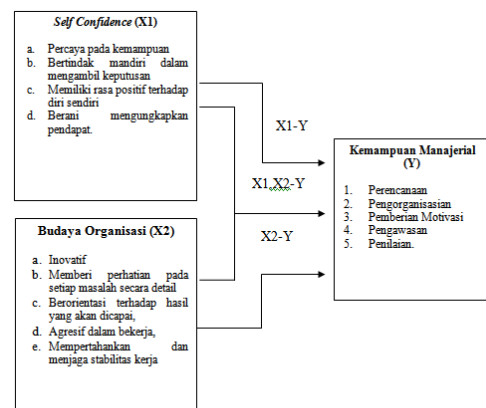 Self Confidence (X1)
a. Percaya pada kemampuan
b. Bertindak mandiri dalam
mengambil keputusan
c. Memiliki rasa positif terhadap
diri sendiri
d. Berani mengungkapkan
pendapat.
X1-Y
X1,X2-Y
X2-Y
Budaya Organisasi (X2)
a. Inovatif
b. Memberi perhatian pada
setiap masalah secara detail
c. Berorientasi terhadap hasil
yang akan dicapai,
d. Agresif dalam bekerja,
e. Mempertahankan dan
menjaga stabilitas kerja
Kemampuan Manajerial
(Y)
1. Perencanaan
2. Pengorganisasian
3. Pemberian Motivasi
4. Pengawasan
5. Penilaian.